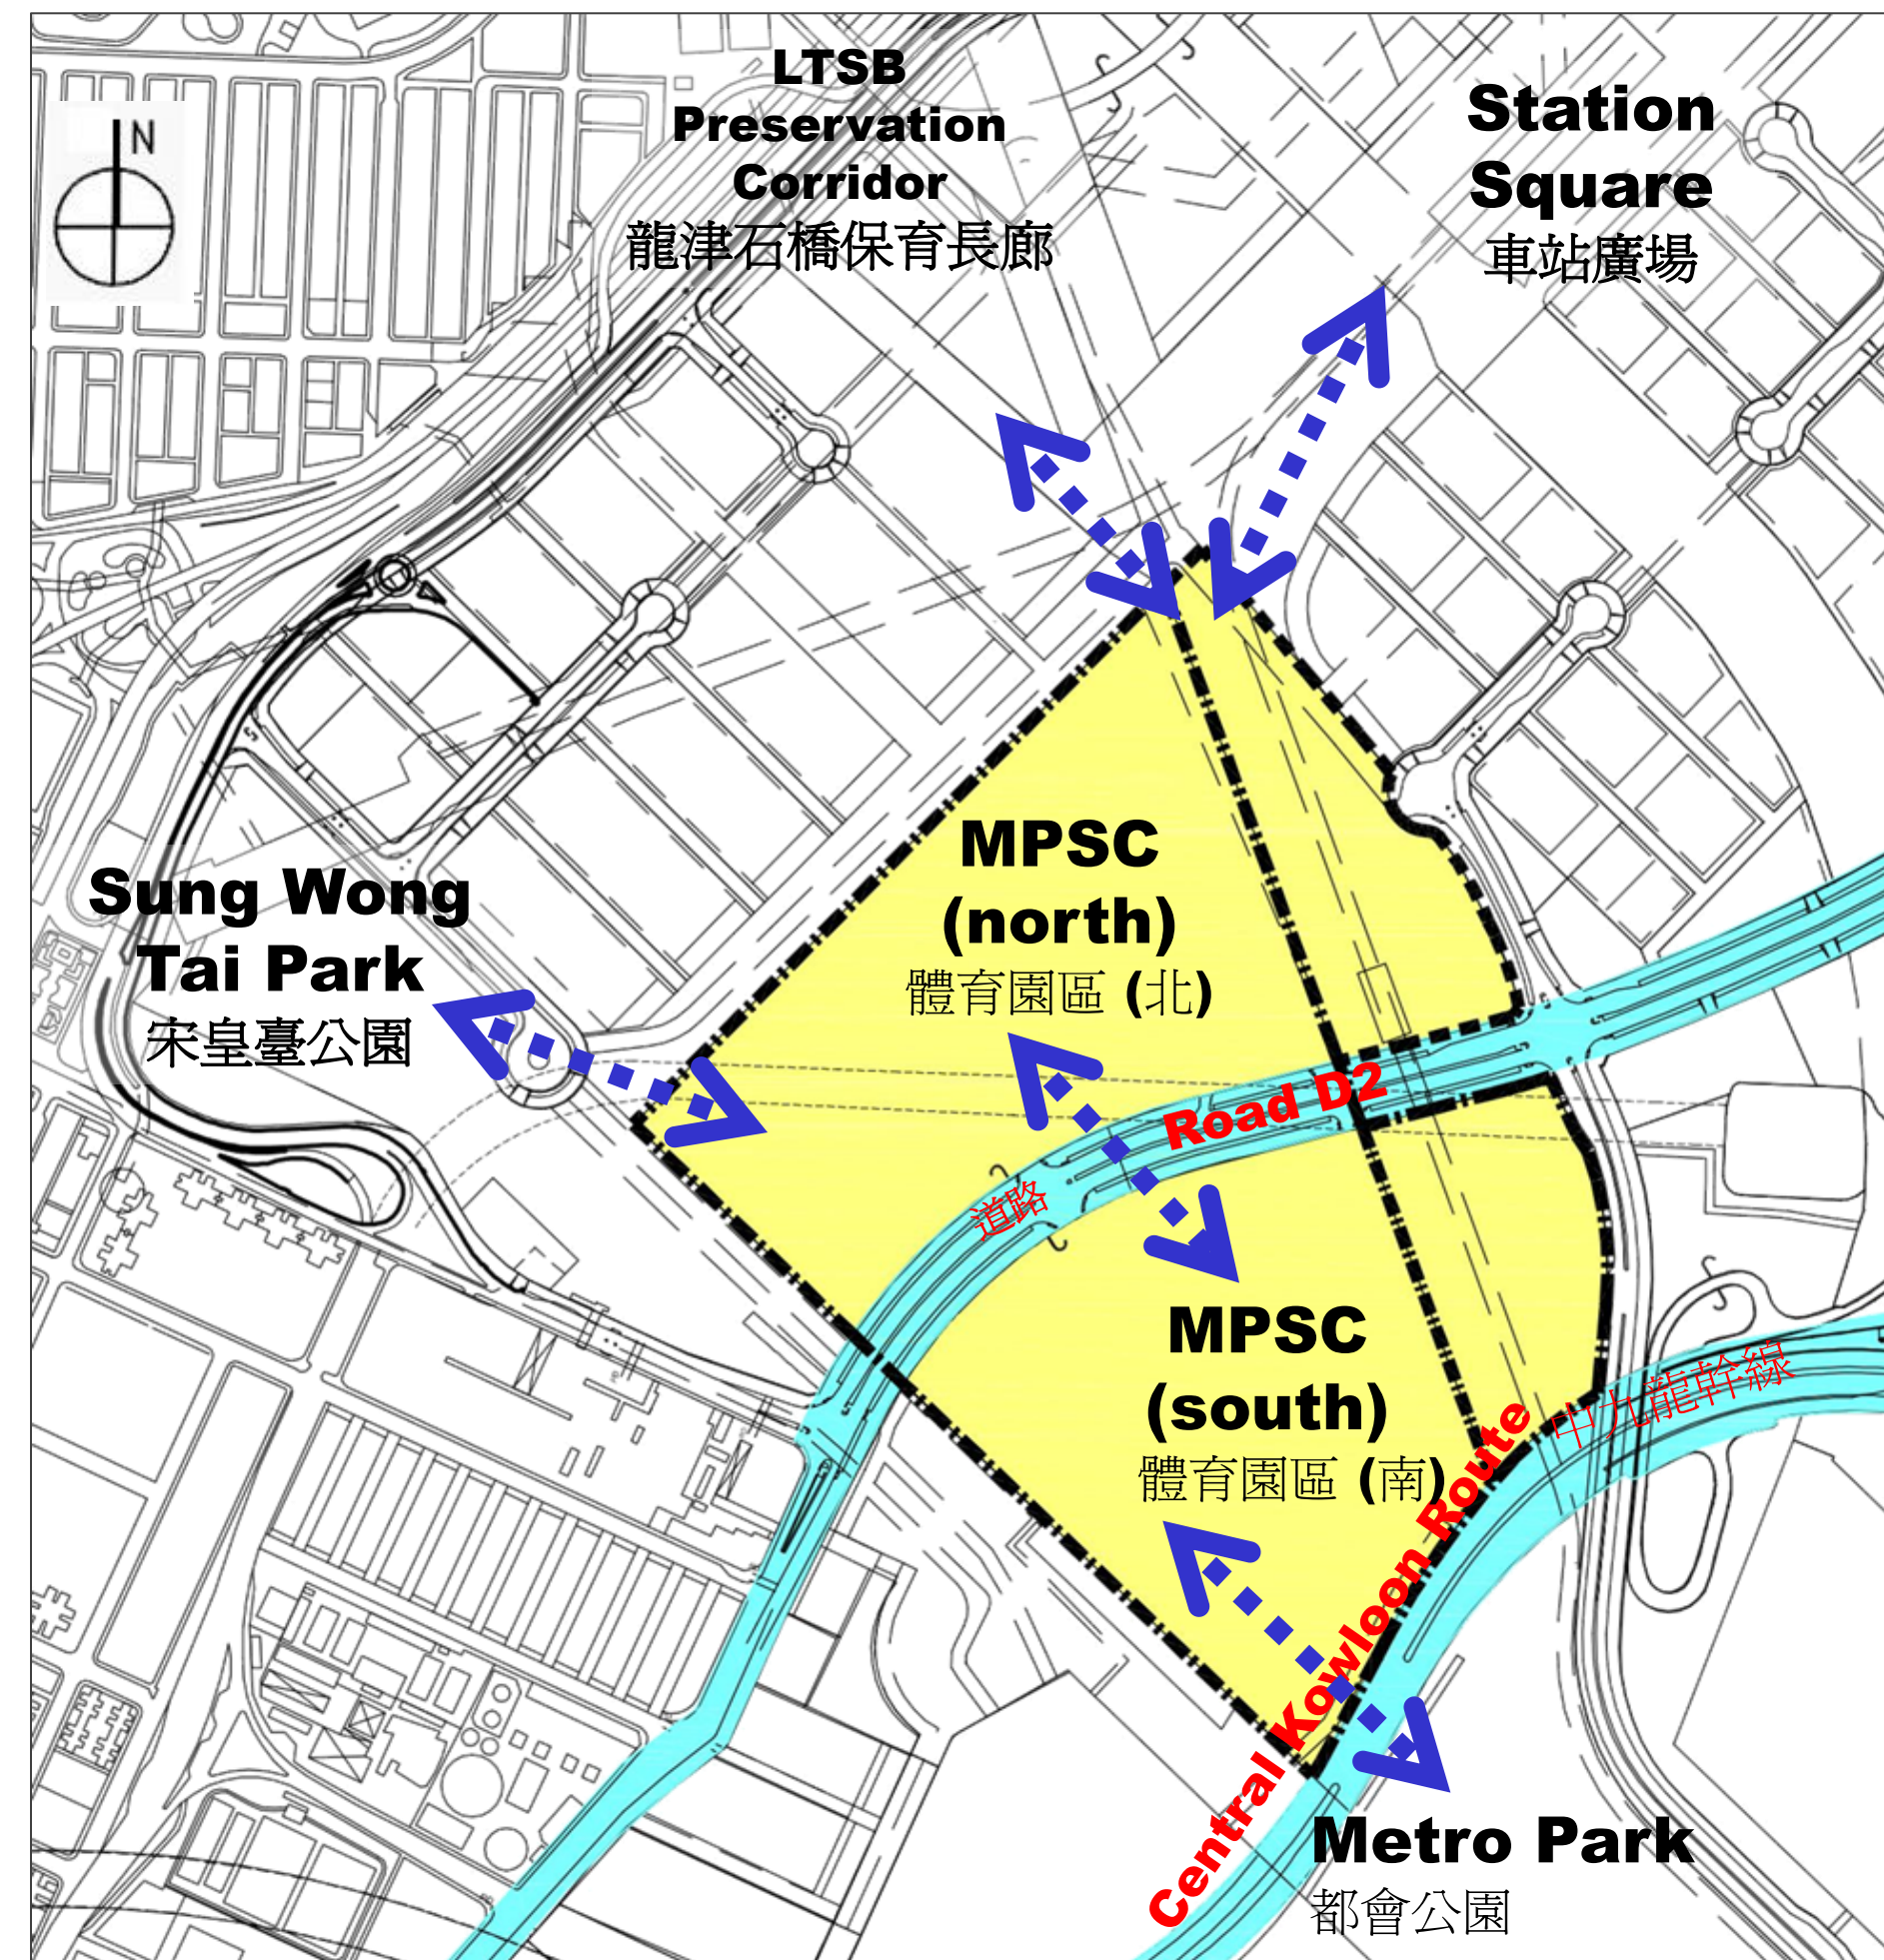 N
LTSB
Preservation
Corridor
龍津石橋保育長廊
Station
Square
車站廣場
MPSC
(north)
體育園區 (北)
Sung Wong
Tai Park
宋皇臺公園
Road D2
道路
MPSC
(south)
體育園區 (南)
中九龍幹線
Central Kowloon Route
Metro Park
都會公園